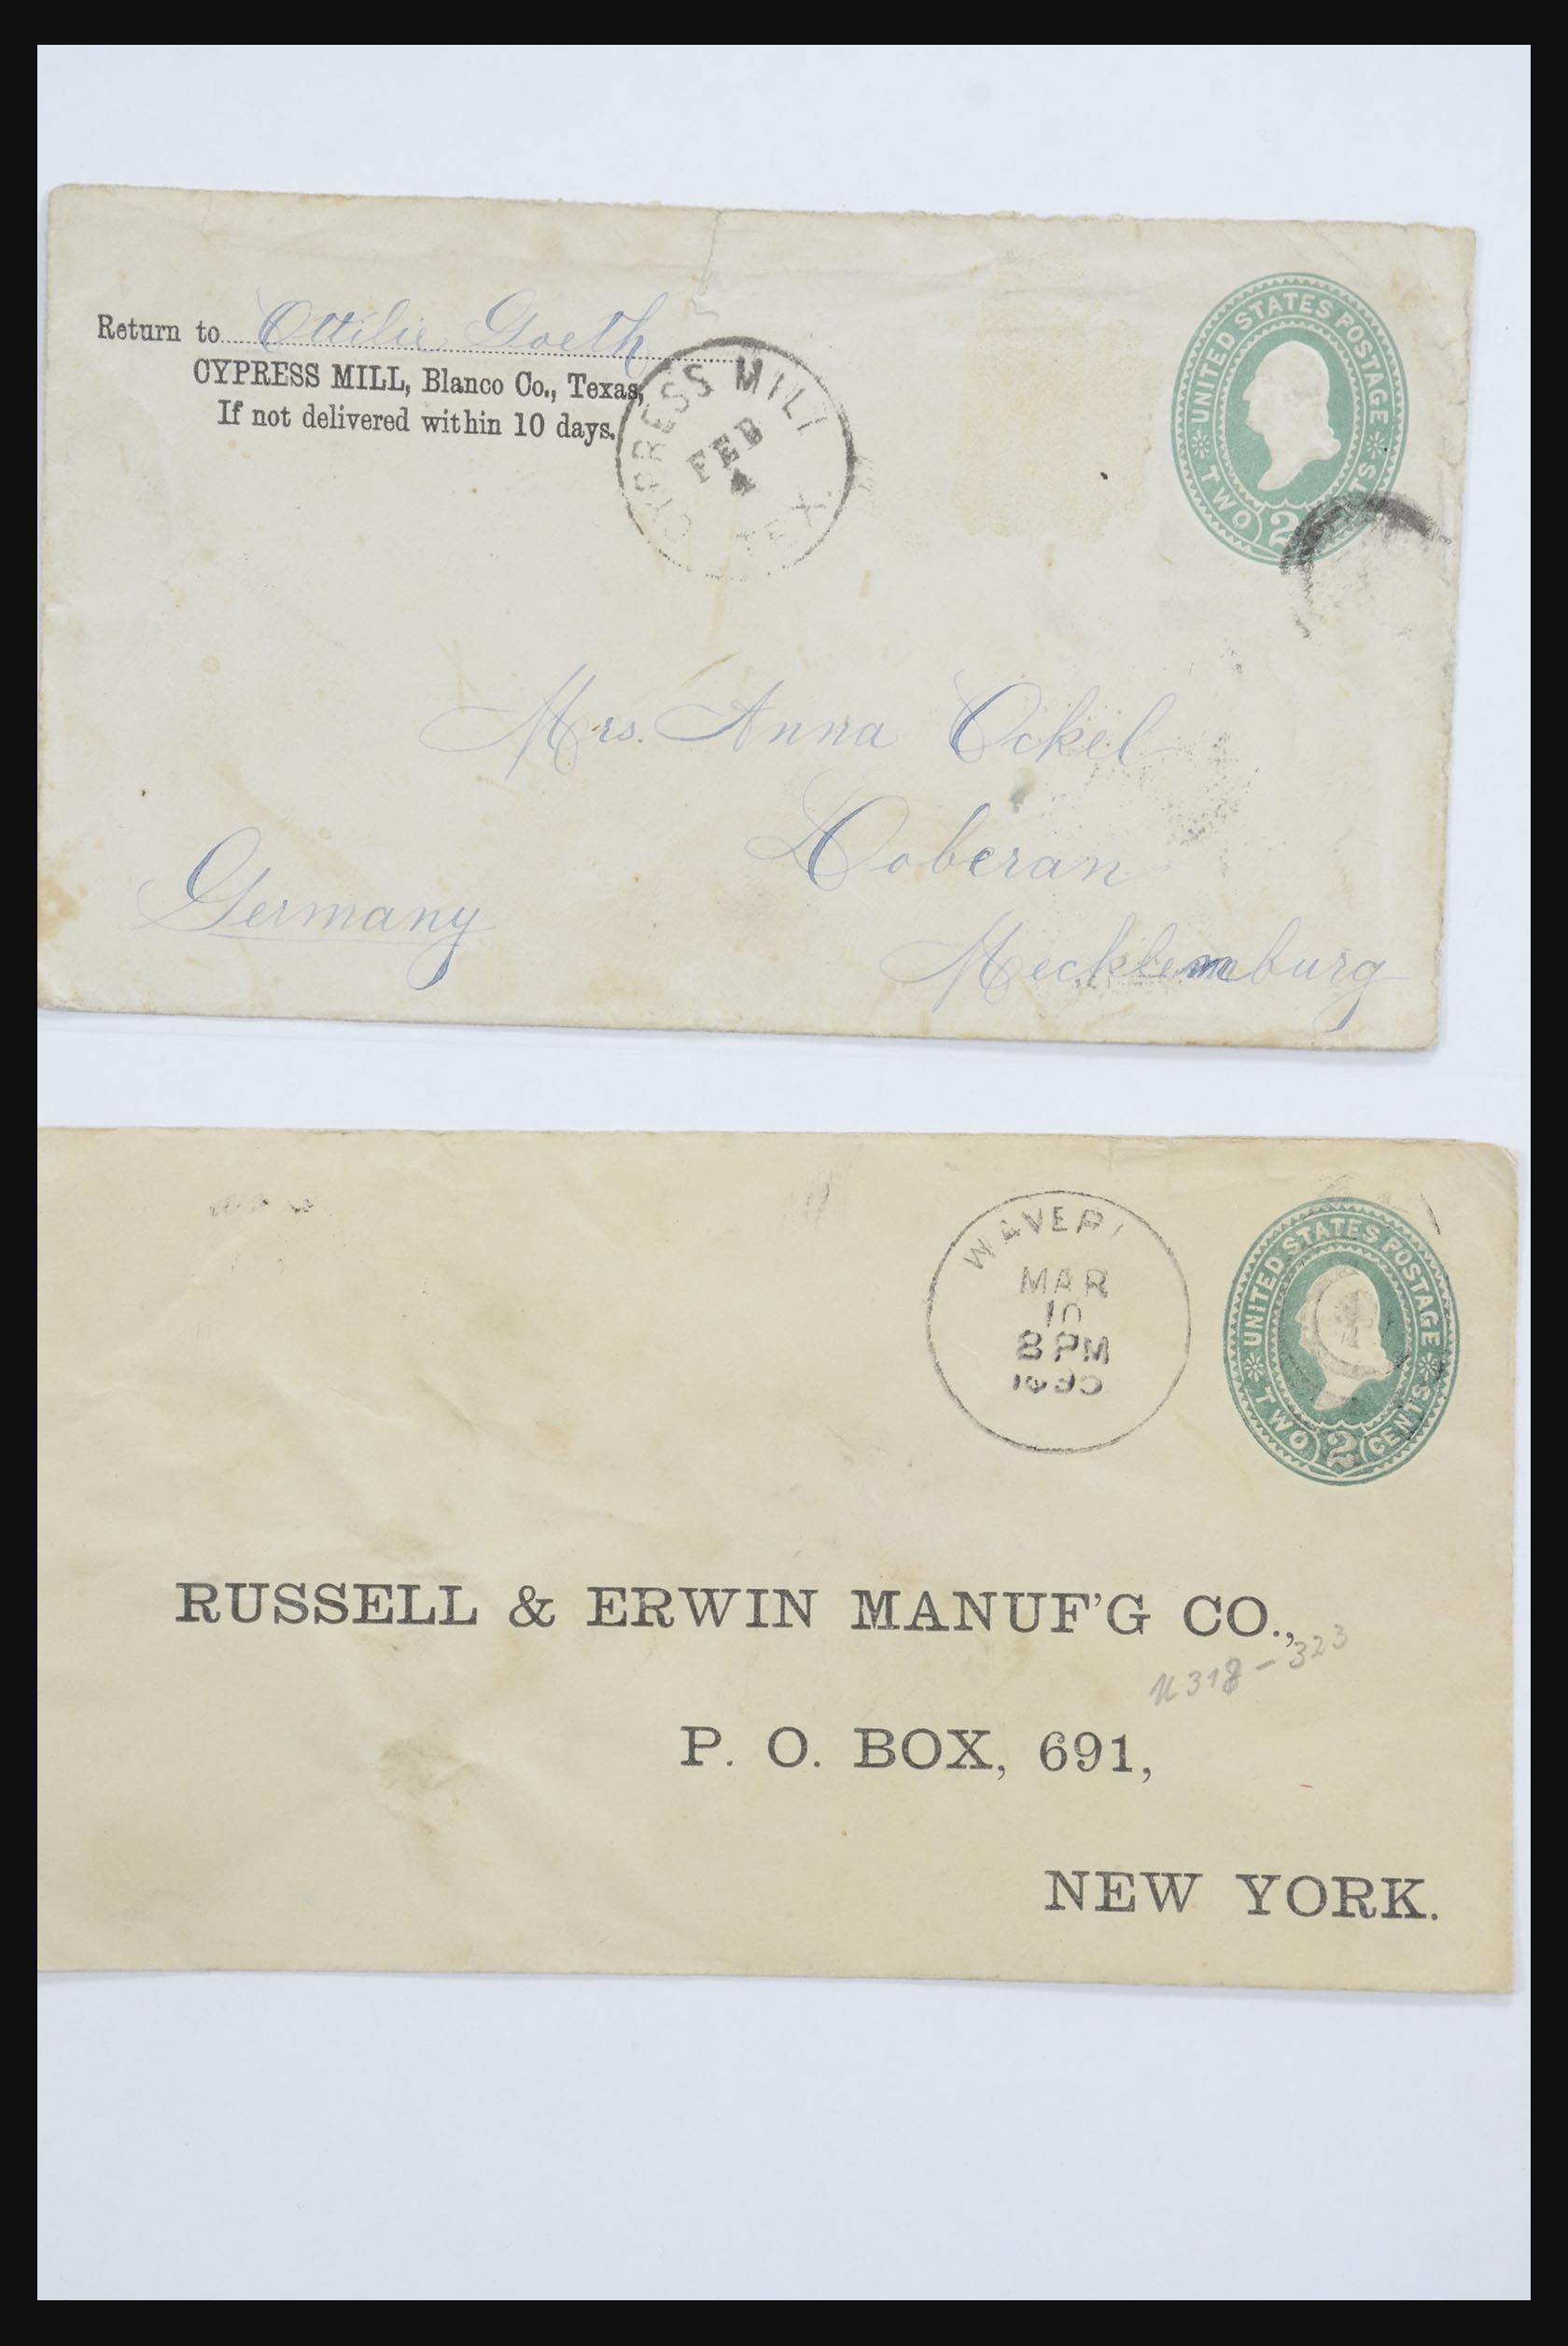 Return to Ottilie Goeth
CYPRESS MILL, Blanco Co., Texas,
If not delivered within 10 days.
CYPRESS MILL
FEB
4
TEX.
UNITED STATES POSTAGE
TWO 2
Mrs. Anna Ockel
Doberan
Germany
Mecklemburg
WAVER
MAR
10
8 PM
UNITED STATES POSTAGE
TWO 2 CENTS
RUSSELL & ERWIN MANUF'G CO.,
U318-323
P. O. BOX, 691,
NEW YORK.